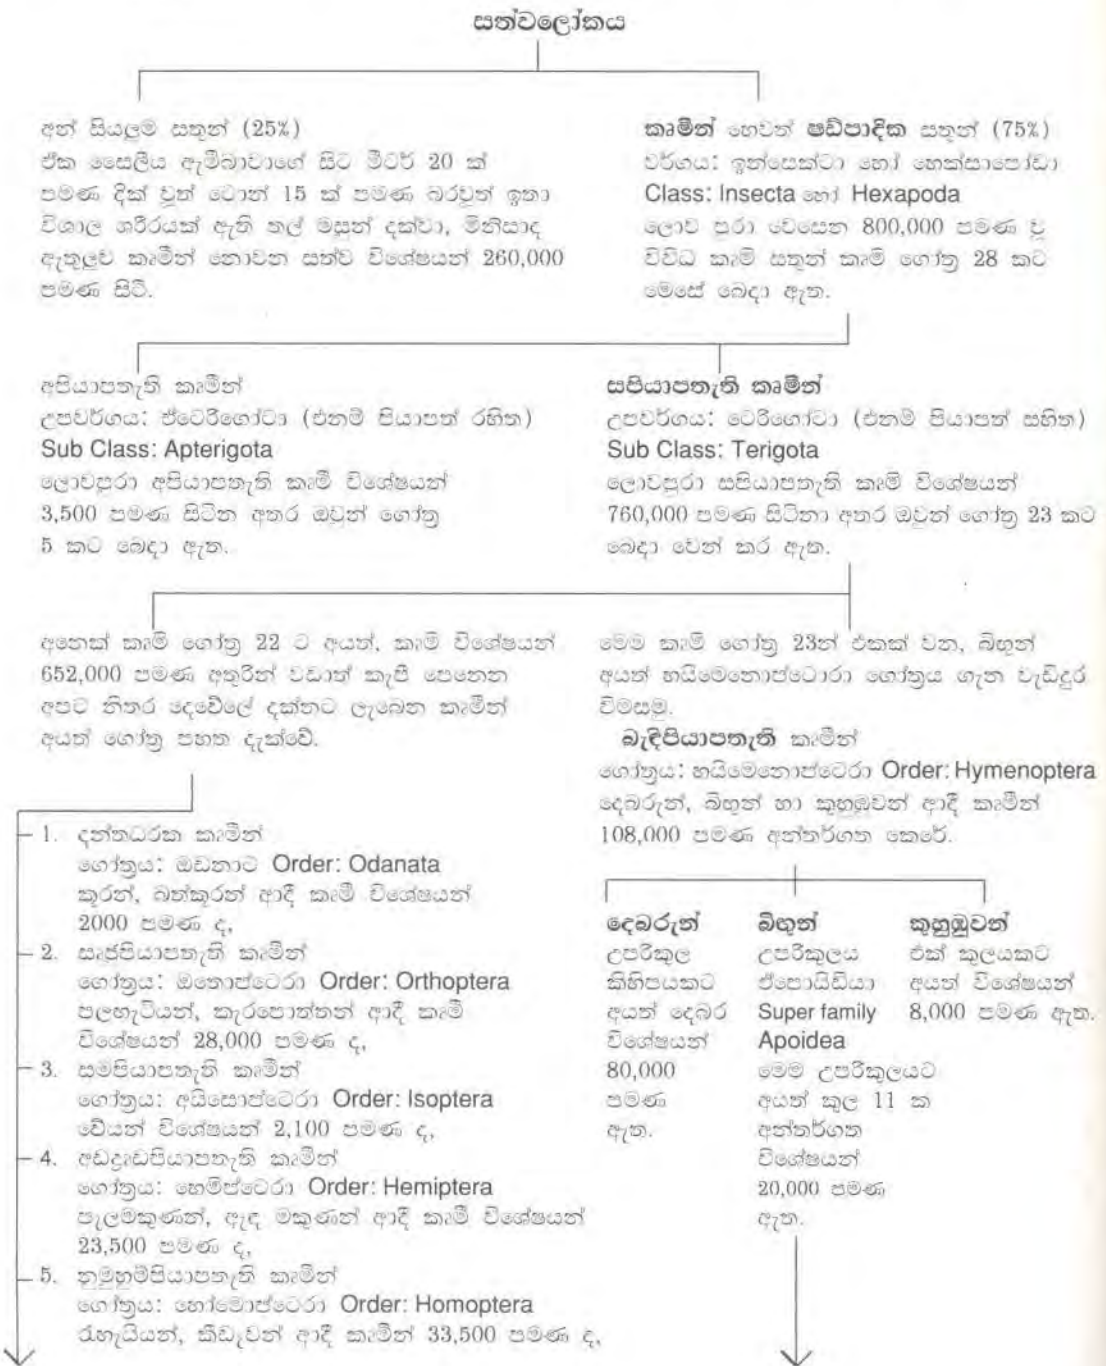 සත්වලෝකය
අන් සියලුම සතුන් (25%)
ඒක සෛලීය ඇමීබාවාගේ සිට මීටර් 20 ක්
පමණ දික් වූත් ටොන් 15 ක් පමණ බරවූත් ඉතා
විශාල ශරීරයක් ඇති තල් මසුන් දක්වා, මිනිසාද
ඇතුලුව කෘමීන් නොවන සත්ව විශේෂයන් 260,000
පමණ සිටී.
කෘමීන් හෙවත් ෂඩ්පාදික සතුන් (75%)
වර්ගය: ඉන්සෙක්ටා හෝ හෙක්සාපෝඩා
Class: Insecta හෝ Hexapoda
ලොව පුරා වෙසෙන 800,000 පමණ වූ
විවිධ කෘමි සතුන් කෘමි ගෝත්‍ර 28 කට
මෙසේ බෙදා ඇත.
අපියාපතැති කෘමීන්
උපවර්ගය: ඒටෙරිගෝටා (එනම් පියාපත් රහිත)
Sub Class: Apterigota
ලොවපුරා අපියාපතැති කෘමී විශේෂයන්
3,500 පමණ සිටින අතර ඔවුන් ගෝත්‍ර
5 කට බෙදා ඇත.
සපියාපතැති කෘමීන්
උපවර්ගය: ටෙරිගෝටා (එනම් පියාපත් සහිත)
Sub Class: Terigota
ලොවපුරා සපියාපතැති කෘමි විශේෂයන්
760,000 පමණ සිටිනා අතර ඔවුන් ගෝත්‍ර 23 කට
බෙදා වෙන් කර ඇත.
අනෙක් කෘමි ගෝත්‍ර 22 ට අයත්, කෘමි විශේෂයන්
652,000 පමණ අතුරින් වඩාත් කැපී පෙනෙන
අපට නිතර දෙවේලේ දක්නට ලැබෙන කෘමීන්
අයත් ගෝත්‍ර පහත දැක්වේ.
මෙම කෘමි ගෝත්‍ර 23න් එකක් වන, බිඟුන්
අයත් හයිමෙනොප්ටොරා ගෝත්‍රය ගැන වැඩිදුර
විමසමු.
බැඳිපියාපතැති කෘමීන්
ගෝත්‍රය: හයිමෙනොප්ටෙරා Order: Hymenoptera
දෙබරුන්, බිඟුන් හා කුහුඹුවන් ආදී කෘමීන්
108,000 පමණ අන්තර්ගත කෙරේ.
1. දන්තධරක කෘමීන්
ගෝත්‍රය: ඔඩනාට Order: Odanata
කූරන්, බත්කූරන් ආදී කෘමී විශේෂයන්
2000 පමණ ද,
2. සෘජුපියාපතැති කෘමීන්
ගෝත්‍රය: ඔතොප්ටෙරා Order: Orthoptera
පලහැටියන්, කැරපොත්තන් ආදී කෘමී
විශේෂයන් 28,000 පමණ ද,
3. සමපියාපතැති කෘමීන්
ගෝත්‍රය: අයිසොප්ටෙරා Order: Isoptera
වේයන් විශේෂයන් 2,100 පමණ ද,
4. අඩදෘඩපියාපතැති කෘමීන්
ගෝත්‍රය: හෙමිප්ටෙරා Order: Hemiptera
පැලමකුණන්, ඇඳ මකුණන් ආදී කෘමී විශේෂයන්
23,500 පමණ ද,
5. නුමුහුම්පියාපතැති කෘමීන්
ගෝත්‍රය: හෝමොප්ටෙරා Order: Homoptera
රැහැයියන්, කීඩෑවන් ආදී කෘමීන් 33,500 පමණ ද,
දෙබරුන්
උපරිකුල
කිහිපයකට
අයත් දෙබර
විශේෂයන්
80,000
පමණ
ඇත.
බිඟුන්
උපරිකුලය
ඒපොයිඩියා
Super family
Apoidea
මෙම උපරිකුලයට
අයත් කුල 11 ක
අන්තර්ගත
විශේෂයන්
20,000 පමණ
ඇත.
කුහුඹුවන්
එක් කුලයකට
අයත් විශේෂයන්
8,000 පමණ ඇත.